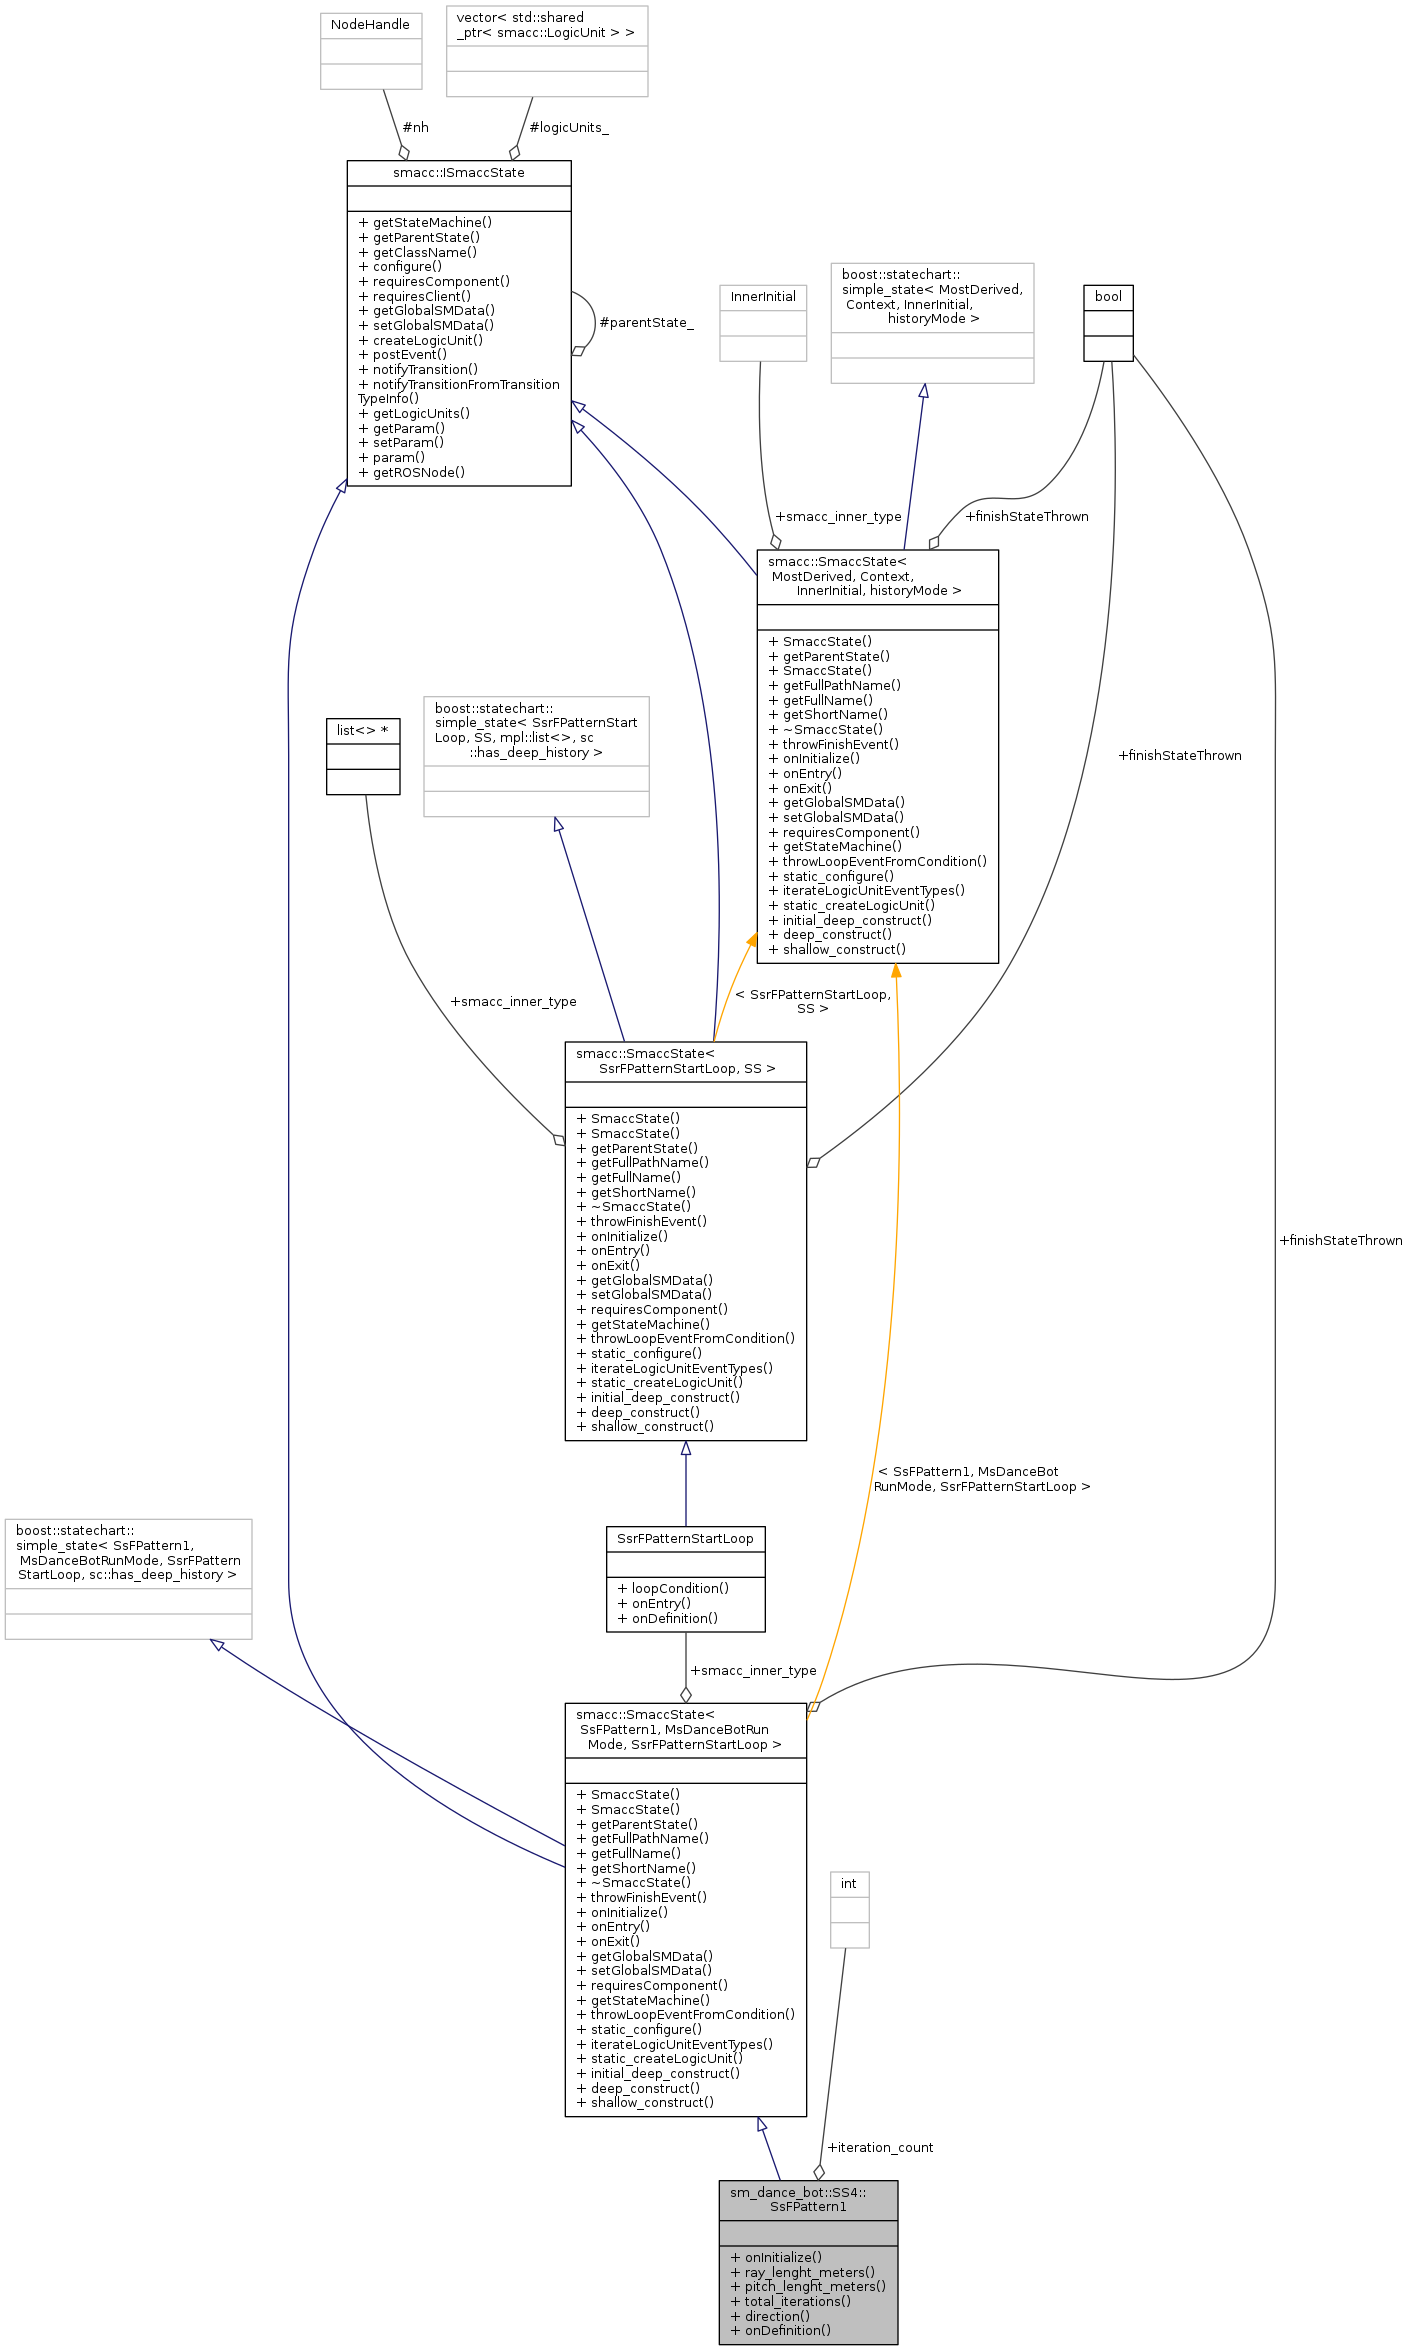 NodeHandle
vector< std::shared
_ptr< smacc::LogicUnit > >
#nh
#logicUnits_
smacc::ISmaccState
+ getStateMachine()
+ getParentState()
+ getClassName()
+ configure()
+ requiresComponent()
+ requiresClient()
+ getGlobalSMData()
+ setGlobalSMData()
+ createLogicUnit()
+ postEvent()
+ notifyTransition()
+ notifyTransitionFromTransition
TypeInfo()
+ getLogicUnits()
+ getParam()
+ setParam()
+ param()
+ getROSNode()
#parentState_
InnerInitial
boost::statechart::
simple_state< MostDerived,
Context, InnerInitial,
historyMode >
bool
+smacc_inner_type
+finishStateThrown
smacc::SmaccState<
MostDerived, Context,
InnerInitial, historyMode >
+ SmaccState()
+ getParentState()
+ SmaccState()
+ getFullPathName()
+ getFullName()
+ getShortName()
+ ~SmaccState()
+ throwFinishEvent()
+ onInitialize()
+ onEntry()
+ onExit()
+ getGlobalSMData()
+ setGlobalSMData()
+ requiresComponent()
+ getStateMachine()
+ throwLoopEventFromCondition()
+ static_configure()
+ iterateLogicUnitEventTypes()
+ static_createLogicUnit()
+ initial_deep_construct()
+ deep_construct()
+ shallow_construct()
list<> *
boost::statechart::
simple_state< SsrFPatternStart
Loop, SS, mpl::list<>, sc
::has_deep_history >
+finishStateThrown
+smacc_inner_type
< SsrFPatternStartLoop,
SS >
smacc::SmaccState<
SsrFPatternStartLoop, SS >
+ SmaccState()
+ SmaccState()
+ getParentState()
+ getFullPathName()
+ getFullName()
+ getShortName()
+ ~SmaccState()
+ throwFinishEvent()
+ onInitialize()
+ onEntry()
+ onExit()
+ getGlobalSMData()
+ setGlobalSMData()
+ requiresComponent()
+ getStateMachine()
+ throwLoopEventFromCondition()
+ static_configure()
+ iterateLogicUnitEventTypes()
+ static_createLogicUnit()
+ initial_deep_construct()
+ deep_construct()
+ shallow_construct()
+finishStateThrown
< SsFPattern1, MsDanceBot
RunMode, SsrFPatternStartLoop >
boost::statechart::
simple_state< SsFPattern1,
MsDanceBotRunMode, SsrFPattern
StartLoop, sc::has_deep_history >
SsrFPatternStartLoop
+ loopCondition()
+ onEntry()
+ onDefinition()
+smacc_inner_type
smacc::SmaccState<
SsFPattern1, MsDanceBotRun
Mode, SsrFPatternStartLoop >
+ SmaccState()
+ SmaccState()
+ getParentState()
+ getFullPathName()
+ getFullName()
+ getShortName()
+ ~SmaccState()
+ throwFinishEvent()
+ onInitialize()
+ onEntry()
+ onExit()
+ getGlobalSMData()
+ setGlobalSMData()
+ requiresComponent()
+ getStateMachine()
+ throwLoopEventFromCondition()
+ static_configure()
+ iterateLogicUnitEventTypes()
+ static_createLogicUnit()
+ initial_deep_construct()
+ deep_construct()
+ shallow_construct()
int
+iteration_count
sm_dance_bot::SS4::
SsFPattern1
+ onInitialize()
+ ray_lenght_meters()
+ pitch_lenght_meters()
+ total_iterations()
+ direction()
+ onDefinition()